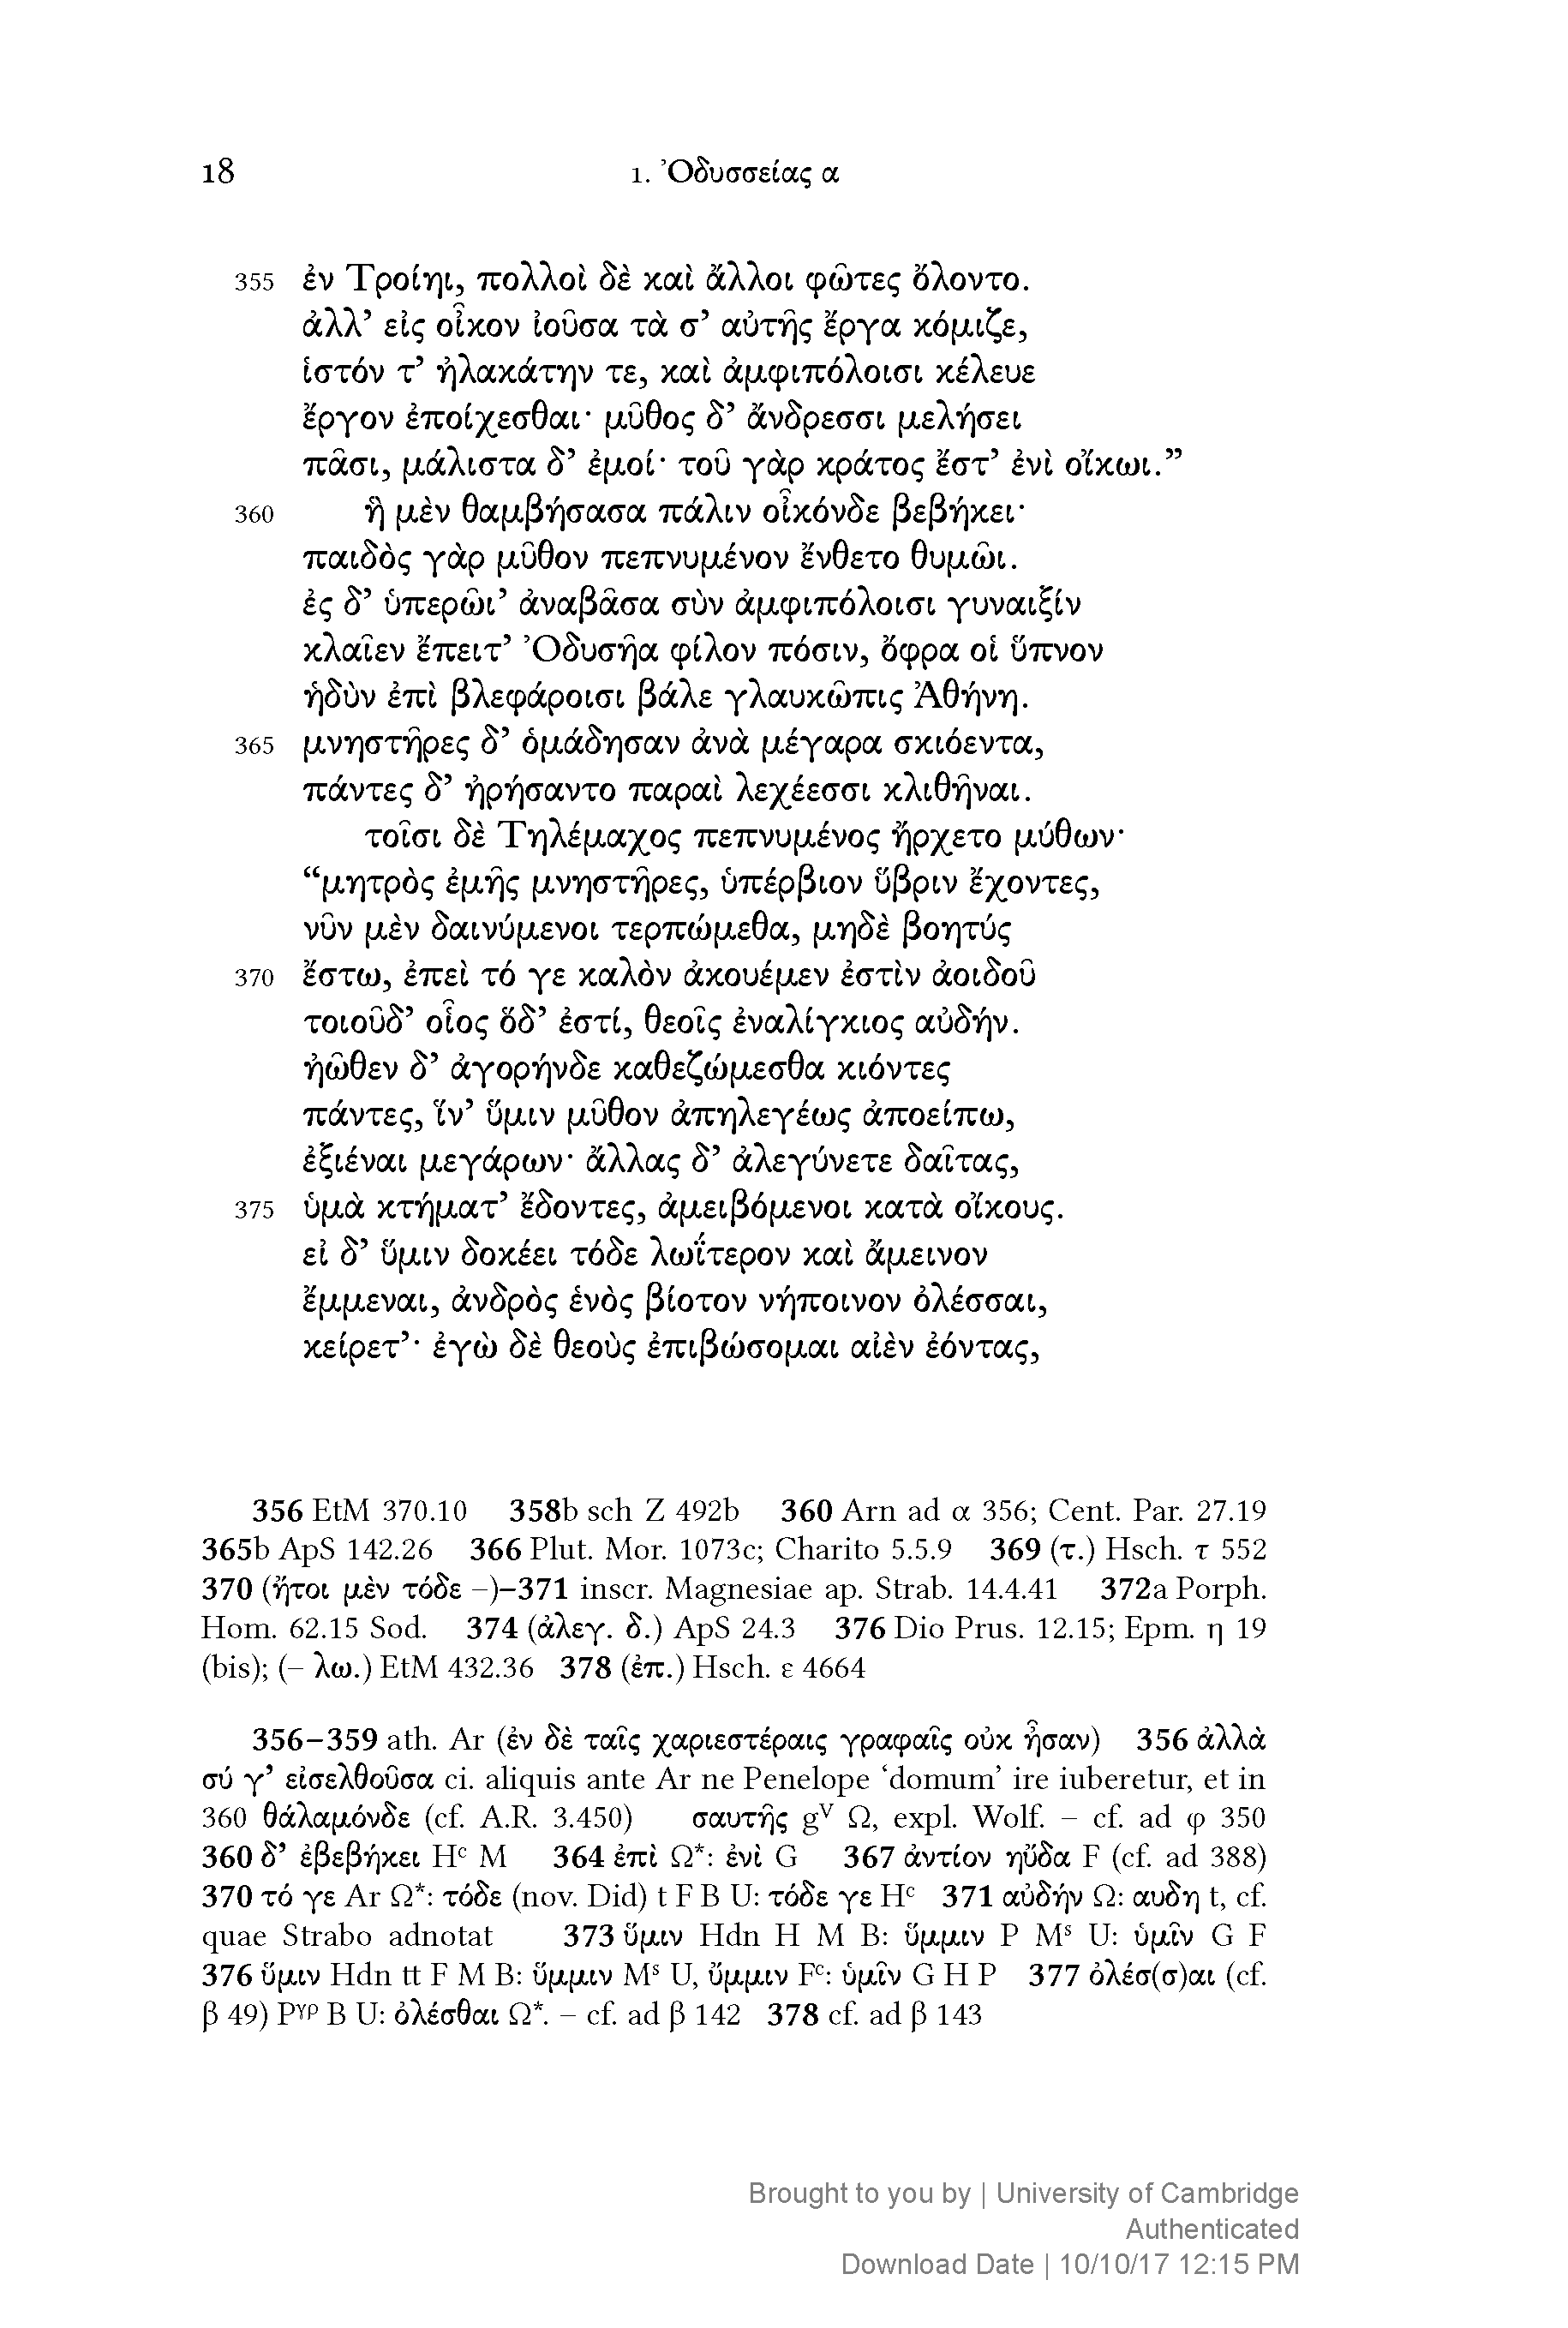 18 1. Ὀδυσσείας α
355 ἐν Τροίηι, πολλοὶ δὲ καὶ ἄλλοι φῶτες ὄλοντο.
ἀλλ’ εἰς οἶκον ἰοῦσα τὰ σ’ αὐτῆς ἔργα κόμιζε,
ἱστόν τ’ ἠλακάτην τε, καὶ ἀμφιπόλοισι κέλευε
ἔργον ἐποίχεσθαι· μῦθος δ’ ἄνδρεσσι μελήσει
πᾶσι, μάλιστα δ’ ἐμοί· τοῦ γὰρ κράτος ἔστ’ ἐνὶ οἴκωι.”
360 ἣ μὲν θαμβήσασα πάλιν οἶκόνδε βεβήκει·
παιδὸς γὰρ μῦθον πεπνυμένον ἔνθετο θυμῶι.
ἐς δ’ ὑπερῶι’ ἀναβᾶσα σὺν ἀμφιπόλοισι γυναιξίν
κλαῖεν ἔπειτ’ Ὀδυσῆα φίλον πόσιν, ὄφρα οἱ ὕπνον
ἡδὺν ἐπὶ βλεφάροισι βάλε γλαυκῶπις Ἀθήνη.
365 μνηστῆρες δ’ ὁμάδησαν ἀνὰ μέγαρα σκιόεντα,
πάντες δ’ ἠρήσαντο παραὶ λεχέεσσι κλιθῆναι.
τοῖσι δὲ Τηλέμαχος πεπνυμένος ἤρχετο μύθων·
“μητρὸς ἐμῆς μνηστῆρες, ὑπέρβιον ὕβριν ἔχοντες,
νῦν μὲν δαινύμενοι τερπώμεθα, μηδὲ βοητύς
370 ἔστω, ἐπεὶ τό γε καλὸν ἀκουέμεν ἐστὶν ἀοιδοῦ
τοιοῦδ’ οἷος ὅδ’ ἐστί, θεοῖς ἐναλίγκιος αὐδήν.
ἠῶθεν δ’ ἀγορήνδε καθεζώμεσθα κιόντες
πάντες, ἵν’ ὕμιν μῦθον ἀπηλεγέως ἀποείπω,
ἐξιέναι μεγάρων· ἄλλας δ’ ἀλεγύνετε δαῖτας,
375 ὑμὰ κτήματ’ ἔδοντες, ἀμειβόμενοι κατὰ οἴκους.
εἰ δ’ ὕμιν δοκέει τόδε λωΐτερον καὶ ἄμεινον
ἔμμεναι, ἀνδρὸς ἑνὸς βίοτον νήποινον ὀλέσσαι,
κείρετ’· ἐγὼ δὲ θεοὺς ἐπιβώσομαι αἰὲν ἐόντας,
356 EtM 370.10 358b sch Z 492b 360 Arn ad α 356; Cent. Par. 27.19
365b ApS 142.26 366 Plut. Mor. 1073c; Charito 5.5.9 369 (τ.) Hsch. τ 552
370 (ἤτοι μὲν τόδε –)–371 inscr. Magnesiae ap. Strab. 14.4.41 372a Porph.
Hom. 62.15 Sod. 374 (ἀλεγ. δ.) ApS 24.3 376 Dio Prus. 12.15; Epm. η 19
(bis); (– λω.) EtM 432.36 378 (ἐπ.) Hsch. ε 4664
356–359 ath. Ar (ἐν δὲ ταῖς χαριεστέραις γραφαῖς οὐκ ἦσαν) 356 ἀλλὰ
σύ γ’ εἰσελθοῦσα ci. aliquis ante Ar ne Penelope ‘domum’ ire iuberetur, et in
360 θάλαμόνδε (cf. A.R. 3.450) σαυτῆς gⱽ Ω, expl. Wolf. – cf. ad φ 350
360 δ’ ἐβεβήκει Hᶜ M 364 ἐπὶ Ω*: ἐνὶ G 367 ἀντίον ηὔδα F (cf. ad 388)
370 τό γε Ar Ω*: τόδε (nov. Did) t F B U: τόδε γε Hᶜ 371 αὐδήν Ω: αυδη t, cf.
quae Strabo adnotat 373 ὕμιν Hdn H M B: ὕμμιν P Mˢ U: ὑμῖν G F
376 ὕμιν Hdn tt F M B: ὕμμιν Mˢ U, ὔμμιν Fᶜ: ὑμῖν G H P 377 ὀλέσ(σ)αι (cf.
β 49) Pᵞᵖ B U: ὀλέσθαι Ω*. – cf. ad β 142 378 cf. ad β 143
Brought to you by | University of Cambridge
Authenticated
Download Date | 10/10/17 12:15 PM